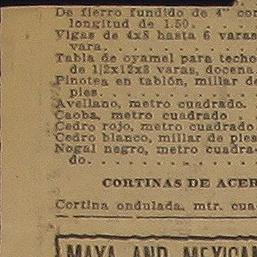 De fierro fundido de 4" con
longitud de 1.50. . . .
Vigas de 4x8 hasta 6 varas
vara. . . . . . .
Tabla de oyamel para techo
de 1|2x12x8 varas, docena.
Pinotea en tablón, millar de
pies. . . . . . .
Avellano, metro cuadrado.
Caoba, metro cuadrado .
Cedro rojo, metro cuadrado
Cedro blanco, millar de pies
Nogal negro, metro cuadra-
do. . . . . . . .
CORTINAS DE ACER
Cortina ondulada, mtr. cua
MAYA AND MEXICAN